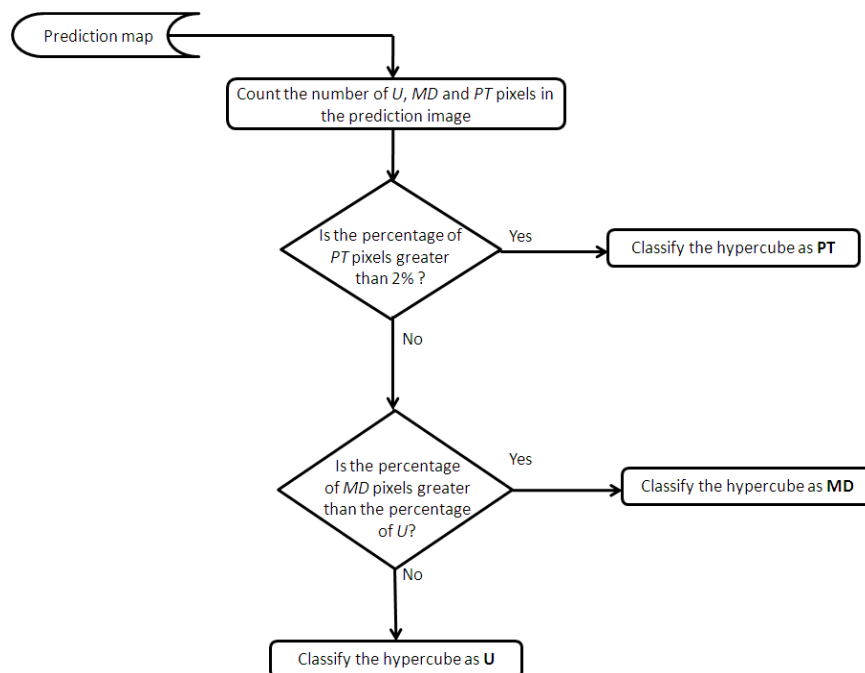 Prediction map
Count the number of U, MD and PT pixels in
the prediction image
Is the percentage of
PT pixels greater
than 2% ?
Yes
Classify the hypercube as PT
No
Is the percentage
of MD pixels greater
than the percentage
of U?
Yes
Classify the hypercube as MD
No
Classify the hypercube as U